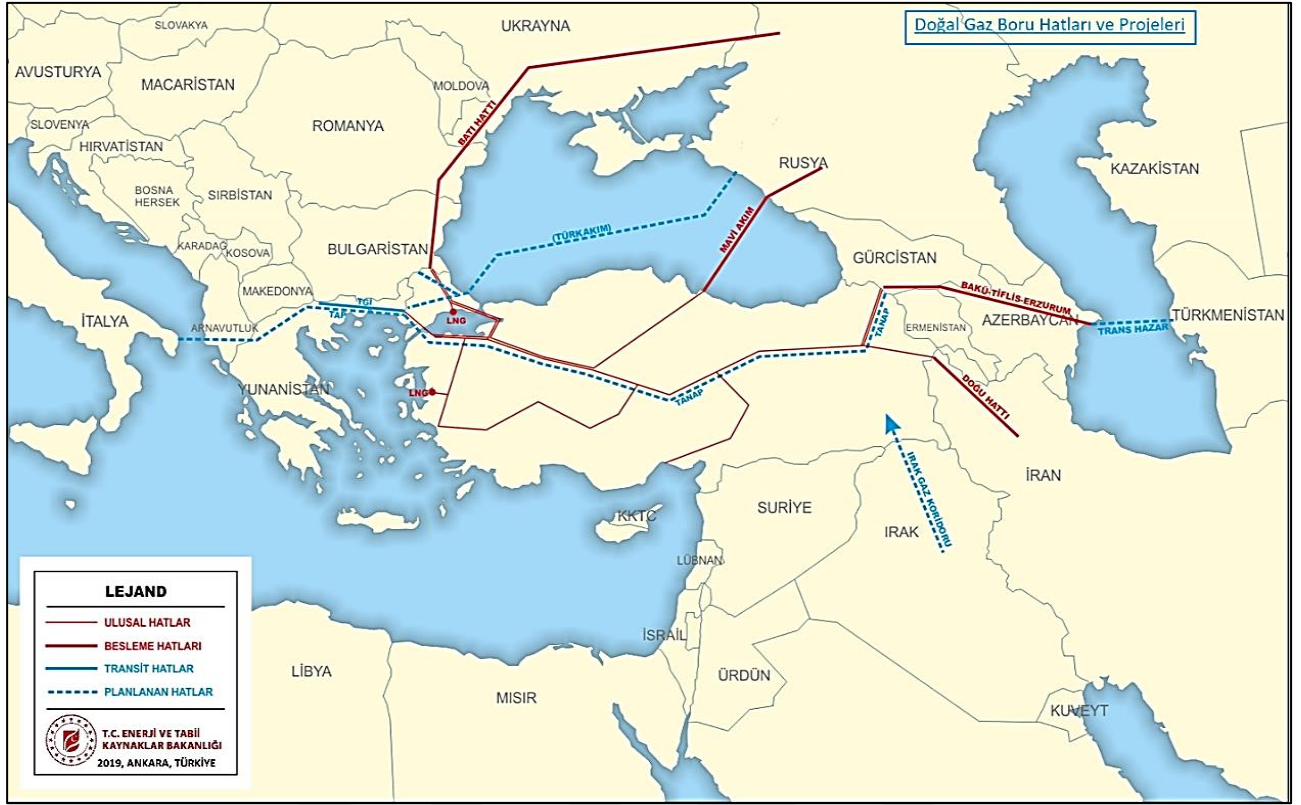 UKRAYNA
Doğal Gaz Boru Hatları ve Projeleri
SLOVAKYA
AVUSTURYA
MACARİSTAN
MOLDOVA
BATI HATTI
SLOVENYA
ROMANYA
HIRVATİSTAN
RUSYA
KAZAKİSTAN
BOSNA
HERSEK
SIRBİSTAN
(TÜRKAKIM)
MAVİ AKIM
KARADAĞ
KOSOVA
BULGARİSTAN
GÜRCİSTAN
MAKEDONYA
BAKÜ-TİFLİS-ERZURUM
İTALYA
TGI
TAP
LNG
ARNAVUTLUK
TANAP
ERMENİSTAN
AZERBAYCAN
TRANS HAZAR
TÜRKMENİSTAN
YUNANİSTAN
LNG
TANAP
DOĞU HATTI
IRAK GAZ KORİDORU
İRAN
KKTC
SURİYE
IRAK
LÜBNAN
İSRAİL
ÜRDÜN
LİBYA
MISIR
KUVEYT
LEJAND
ULUSAL HATLAR
BESLEME HATLARI
TRANSİT HATLAR
PLANLANAN HATLAR
T.C. ENERJİ VE TABİİ
KAYNAKLAR BAKANLIĞI
2019, ANKARA, TÜRKİYE